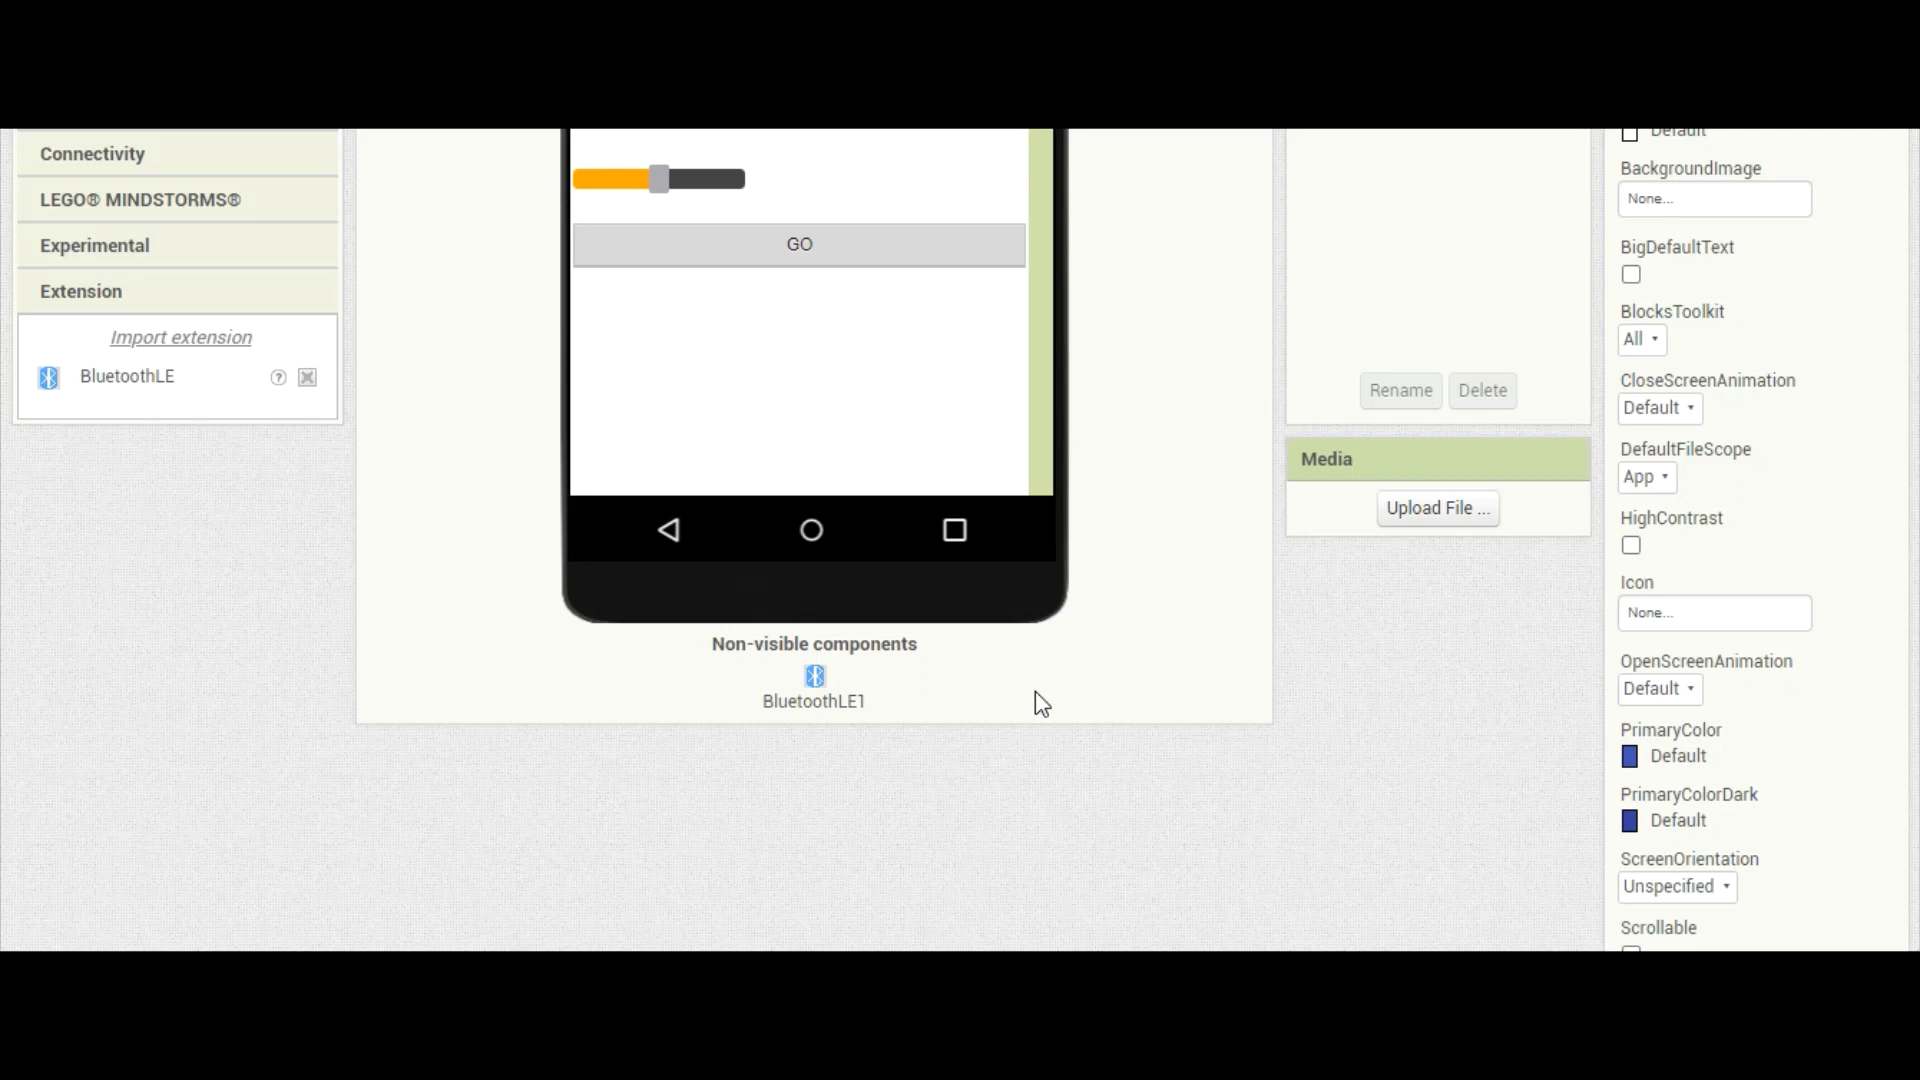 Connectivity
LEGO® MINDSTORMS®
Experimental
Extension
Import extension
BluetoothLE
?
GO
Non-visible components
BluetoothLE1
Rename Delete
Media
Upload File ...
Default
BackgroundImage
None...
BigDefaultText
BlocksToolkit
All
CloseScreenAnimation
Default
DefaultFileScope
App
HighContrast
Icon
None...
OpenScreenAnimation
Default
PrimaryColor
Default
PrimaryColorDark
Default
ScreenOrientation
Unspecified
Scrollable